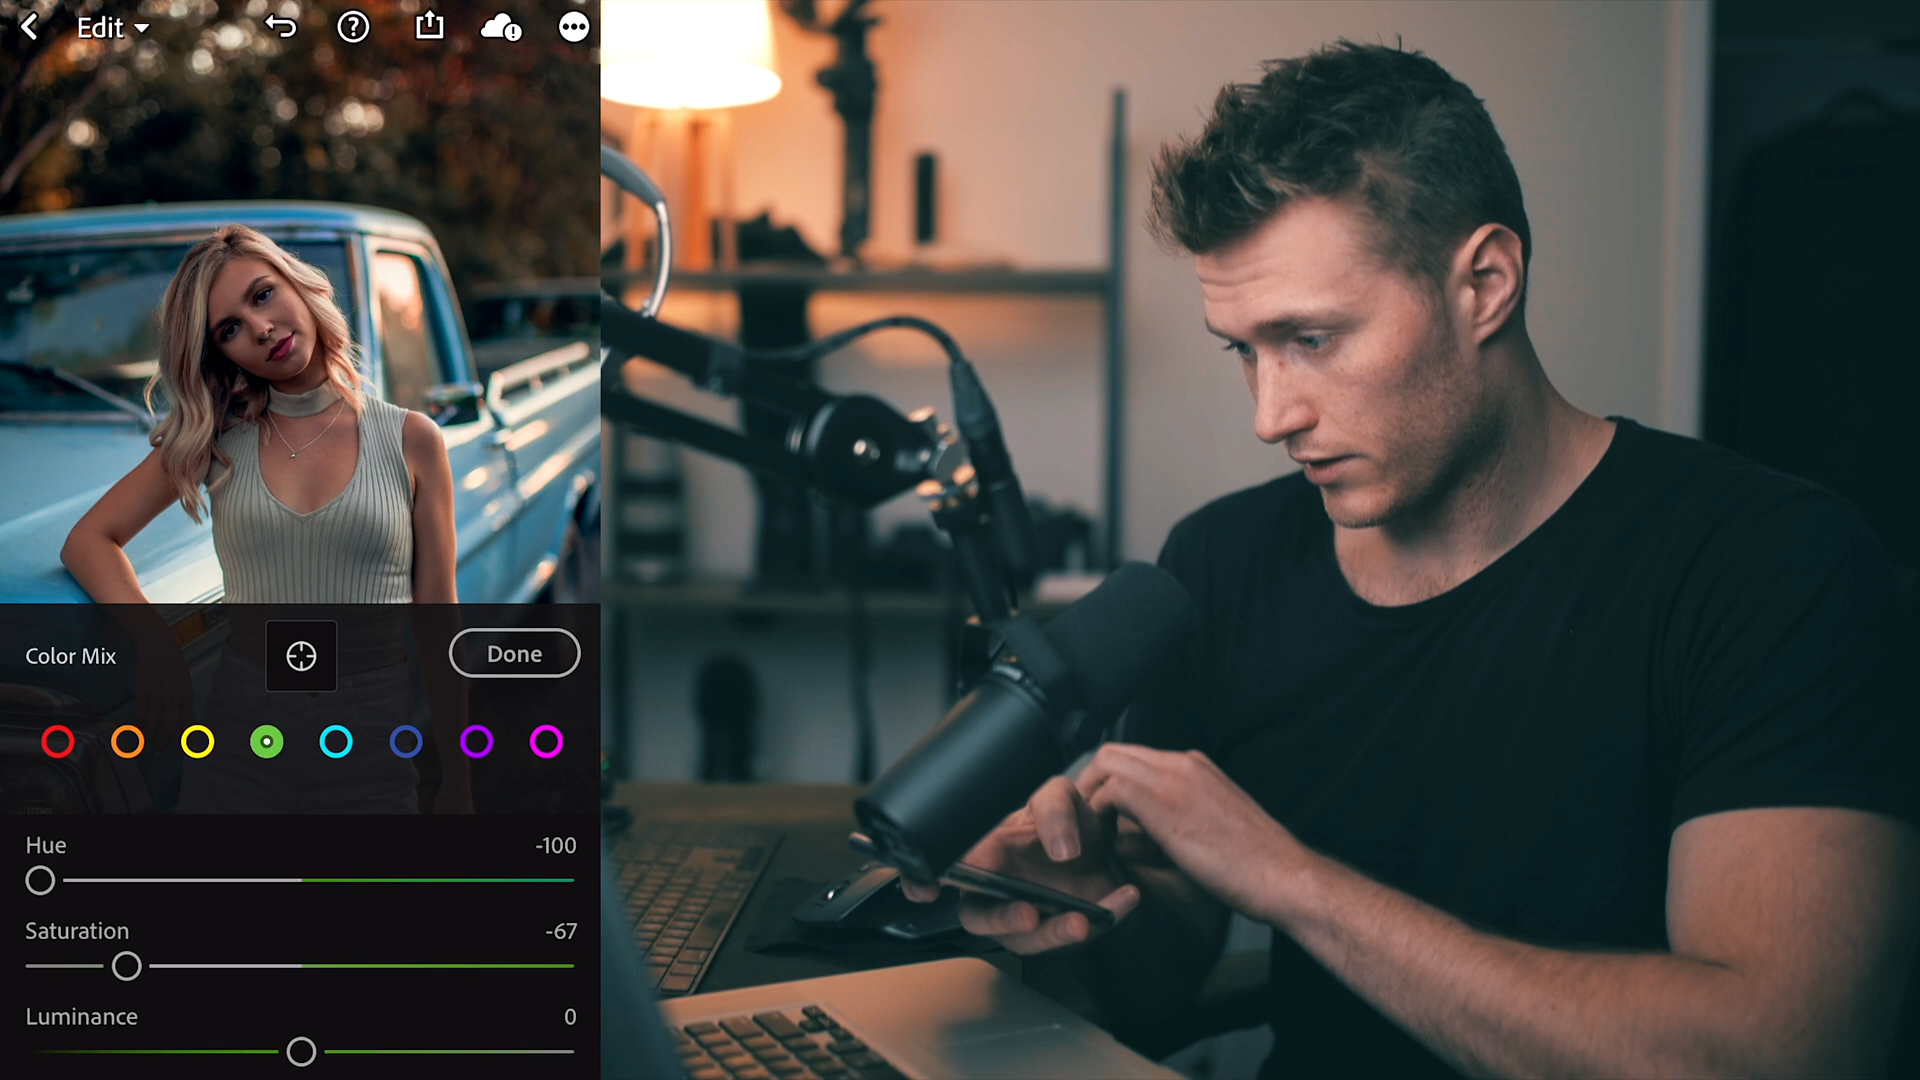 Edit
Color Mix
Done
Hue -100
Saturation -67
Luminance 0